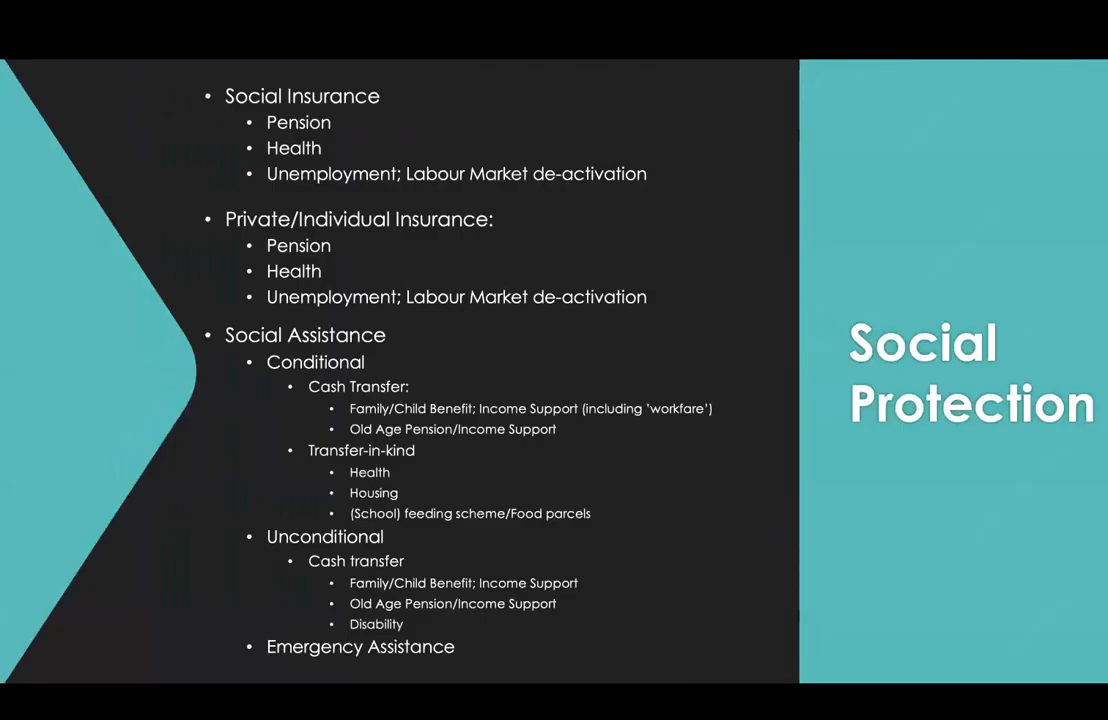 • Social Insurance
• Pension
• Health
• Unemployment; Labour Market de-activation
• Private/Individual Insurance:
• Pension
• Health
• Unemployment; Labour Market de-activation
• Social Assistance
• Conditional
• Cash Transfer:
• Family/Child Benefit; Income Support (including ‘workfare’)
• Old Age Pension/Income Support
• Transfer-in-kind
• Health
• Housing
• (School) feeding scheme/Food parcels
• Unconditional
• Cash transfer
• Family/Child Benefit; Income Support
• Old Age Pension/Income Support
• Disability
• Emergency Assistance
Social
Protection